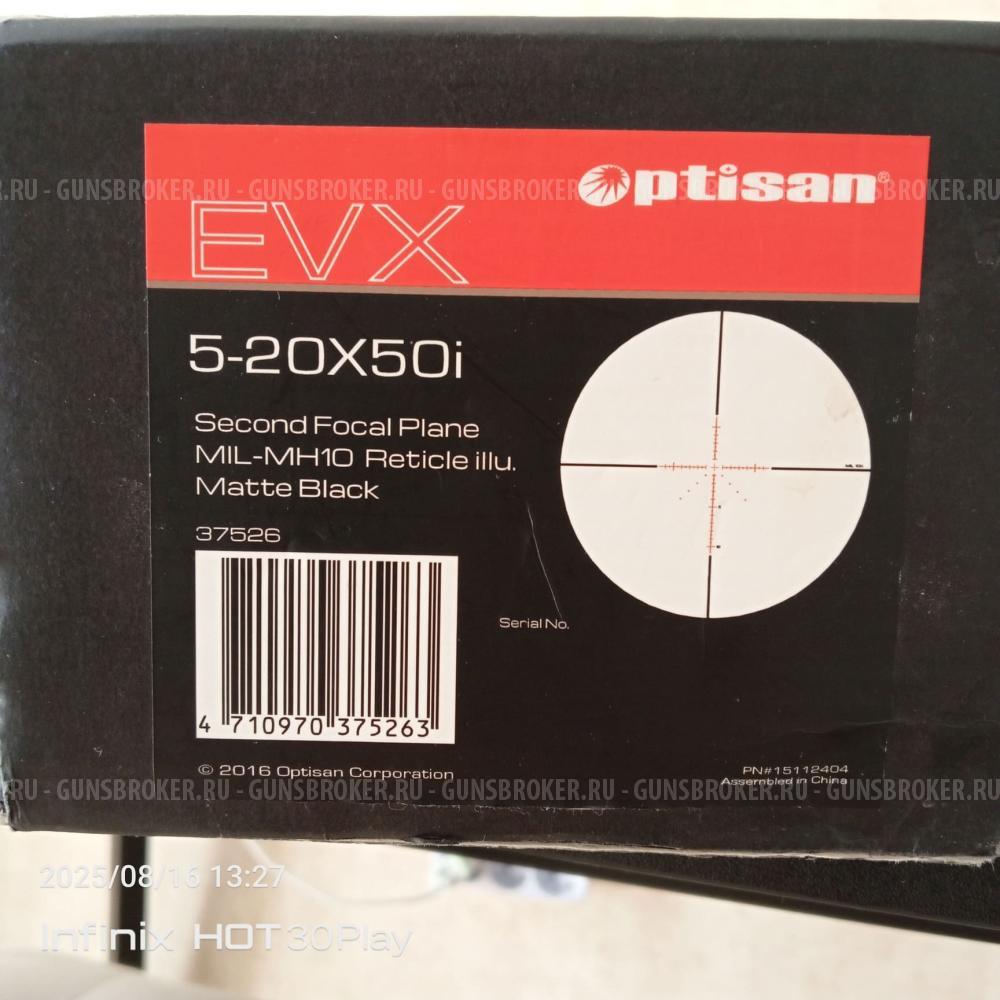 .RU - GUNSBROKER.RU - GUNSBROKER.RU - GUNSBROKER.RU - GUNSBROKER.RU - GUNSBROKER.RU
Optisan®
EVX
5-20X50i
Second Focal Plane
MIL-MH10 Reticle illu.
Matte Black
37526
Serial No.
4 710970 375263
© 2016 Optisan Corporation
PN#15112404
Assembled in China
.RU - GUNSBROKER.RU - GUNSBROKER.RU - GUNSBROKER.RU - GUNSBROKER.RU - GUNSBROKER.RU
2025/08/16 13:27
Infinix HOT 30Play